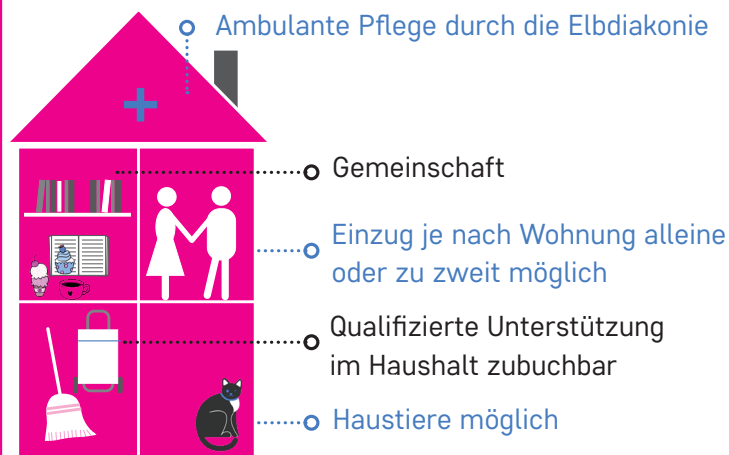 Ambulante Pflege durch die Elbdiakonie
Gemeinschaft
Einzug je nach Wohnung alleine
oder zu zweit möglich
Qualifizierte Unterstützung
im Haushalt zubuchbar
Haustiere möglich